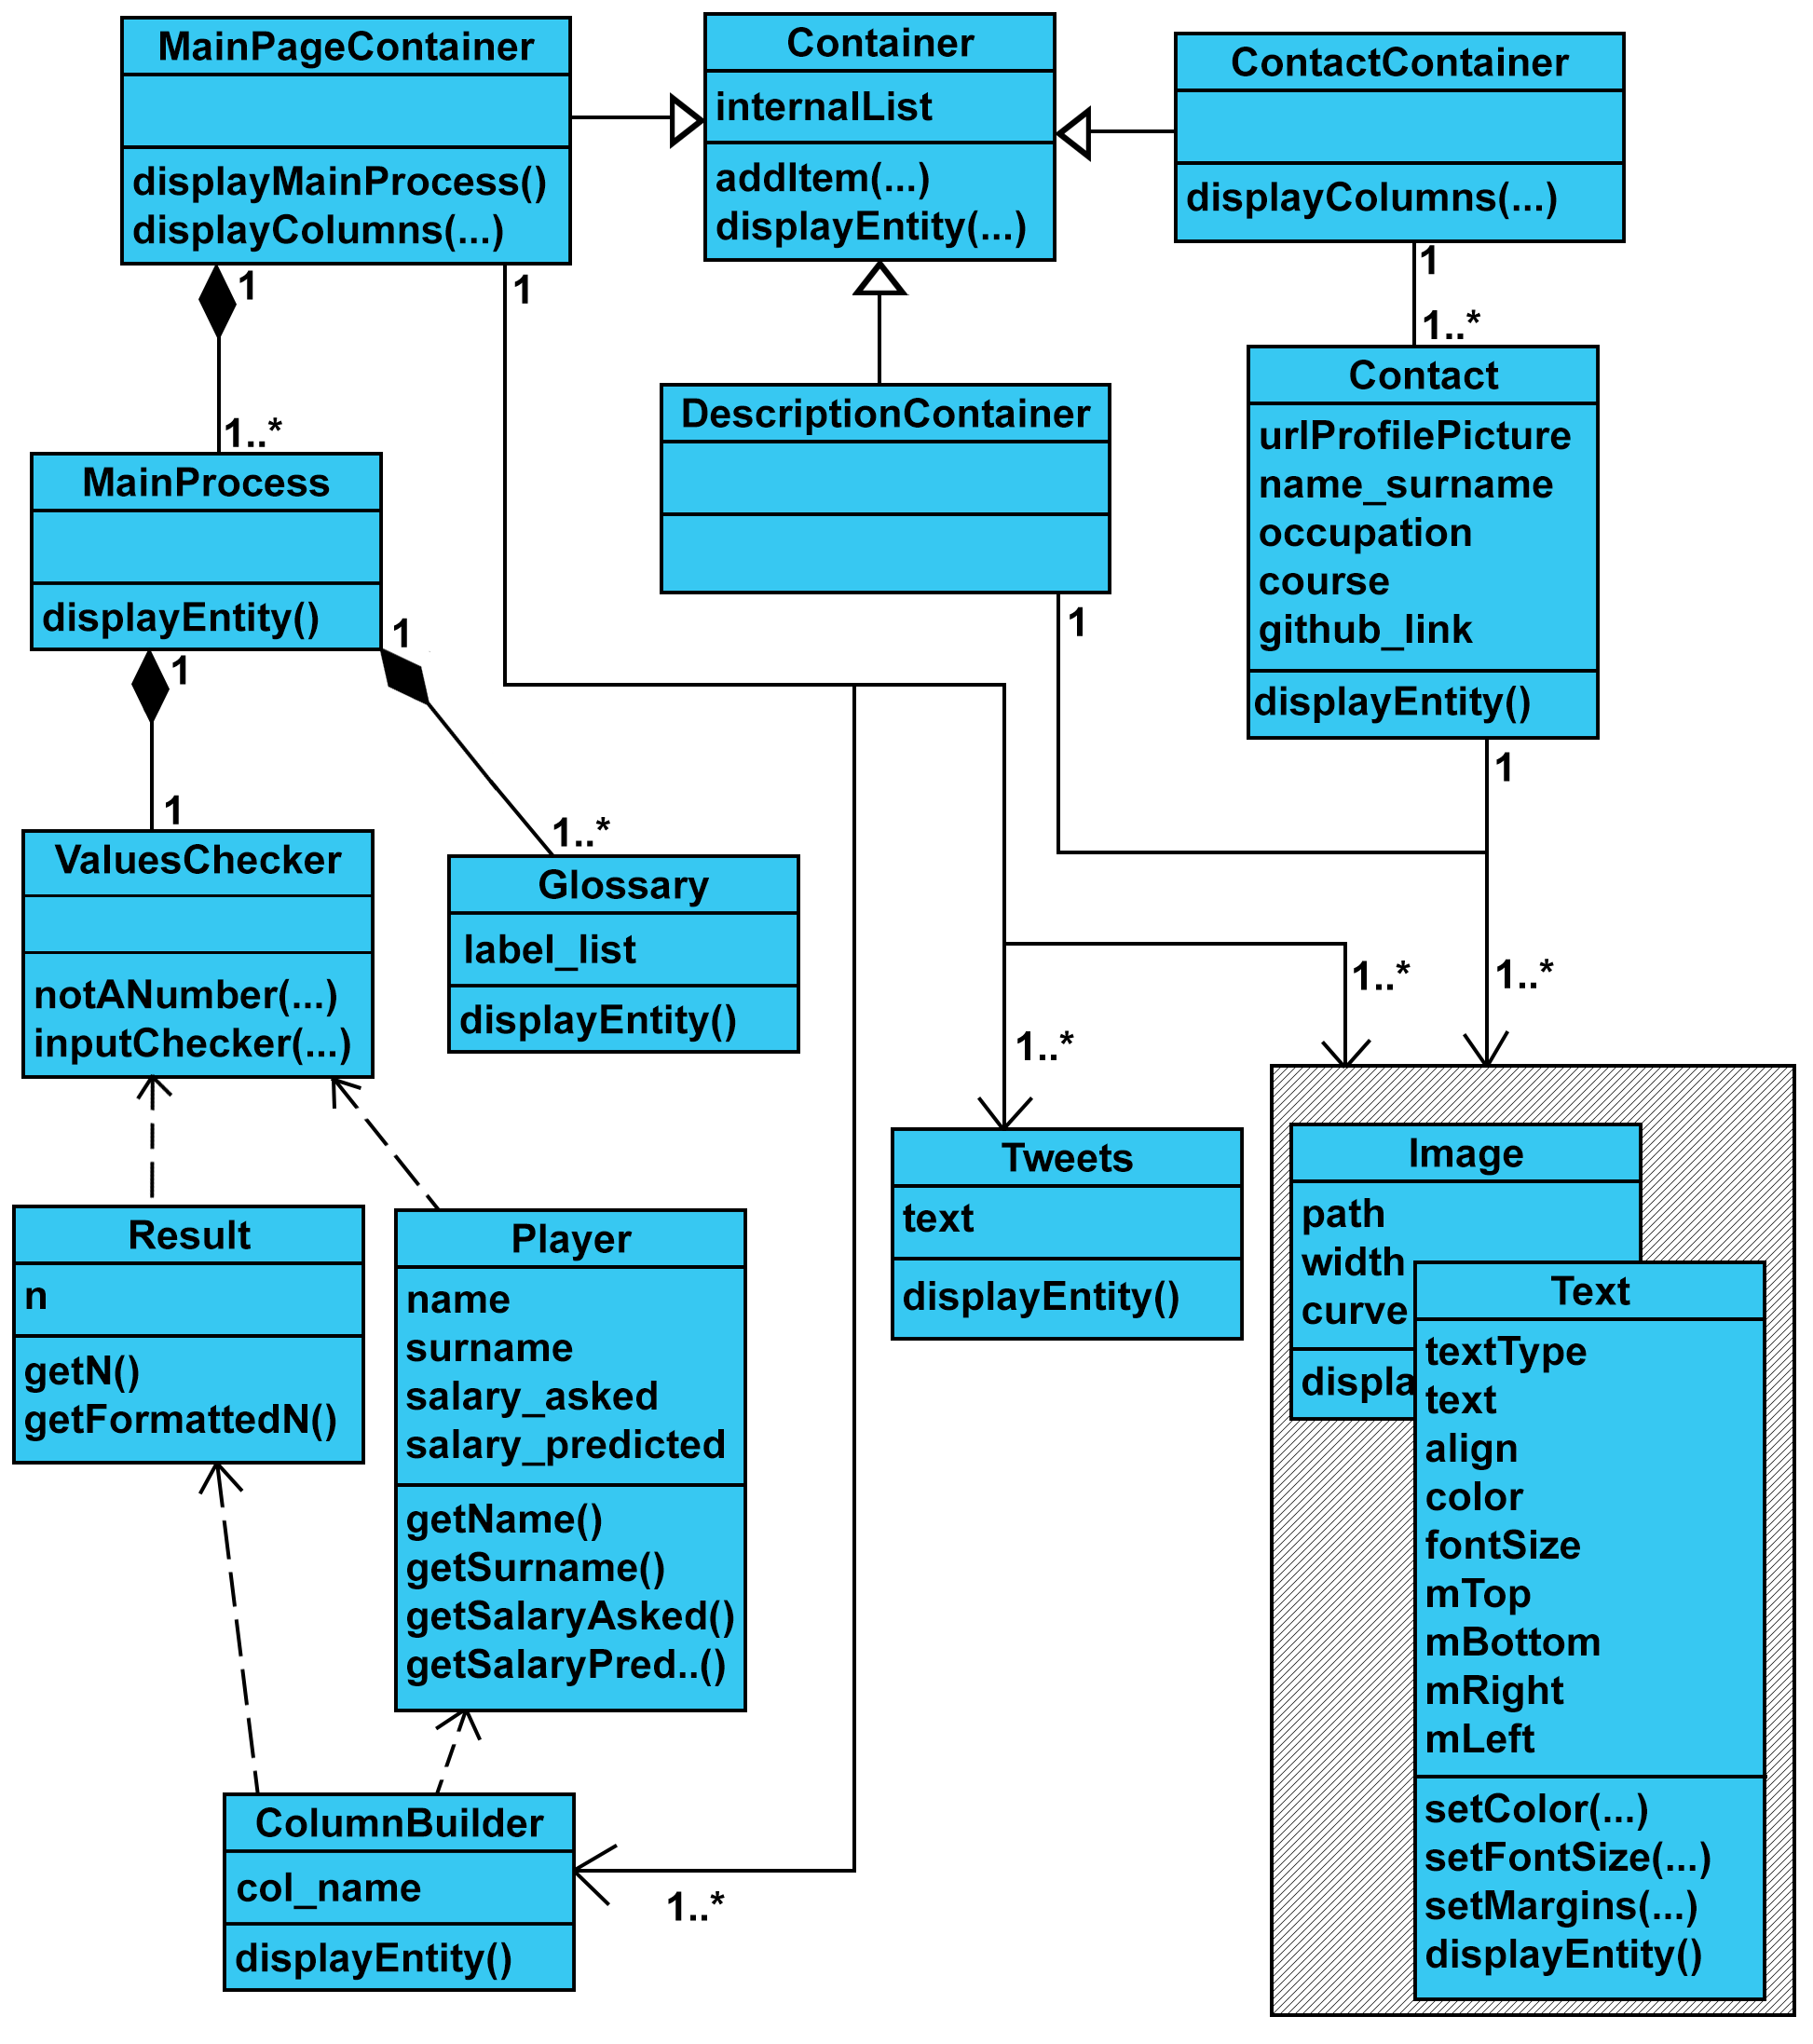 MainPageContainer
displayMainProcess()
displayColumns(...)
Container
internalList
addItem(...)
displayEntity(...)
ContactContainer
displayColumns(...)
1
1
1
1..*
1..*
DescriptionContainer
1
Contact
urlProfilePicture
name_surname
occupation
course
github_link
displayEntity()
1
MainProcess
displayEntity()
1
1
1
1..*
ValuesChecker
notANumber(...)
inputChecker(...)
Glossary
label_list
displayEntity()
1..*
1..*
1..*
Result
n
getN()
getFormattedN()
Player
name
surname
salary_asked
salary_predicted
getName()
getSurname()
getSalaryAsked()
getSalaryPred..()
Tweets
text
displayEntity()
Image
path
width
curve
displa
Text
textType
text
align
color
fontSize
mTop
mBottom
mRight
mLeft
setColor(...)
setFontSize(...)
setMargins(...)
displayEntity()
ColumnBuilder
col_name
displayEntity()
1..*